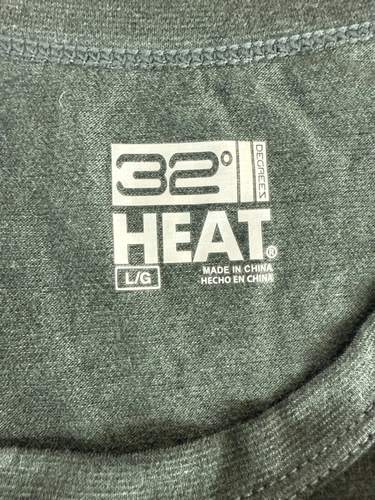 32° DEGREES
HEAT®
L/G
MADE IN CHINA
HECHO EN CHINA